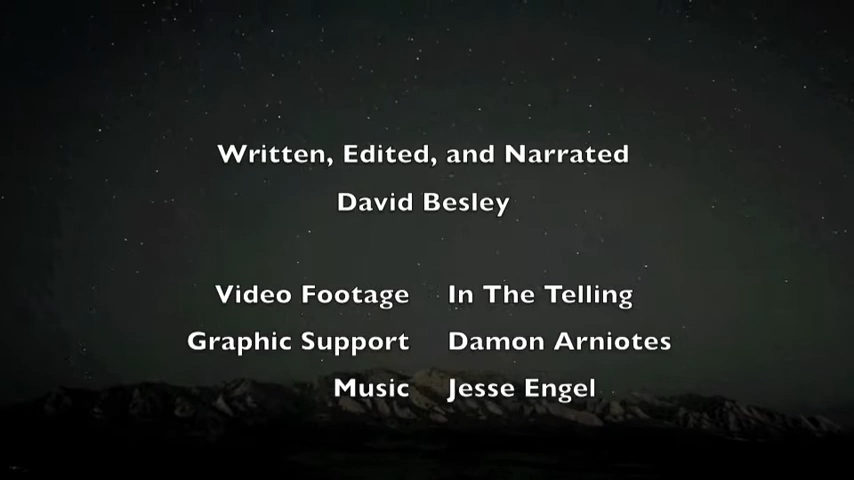 Written, Edited, and Narrated
David Besley
Video Footage In The Telling
Graphic Support Damon Arniotes
Music Jesse Engel